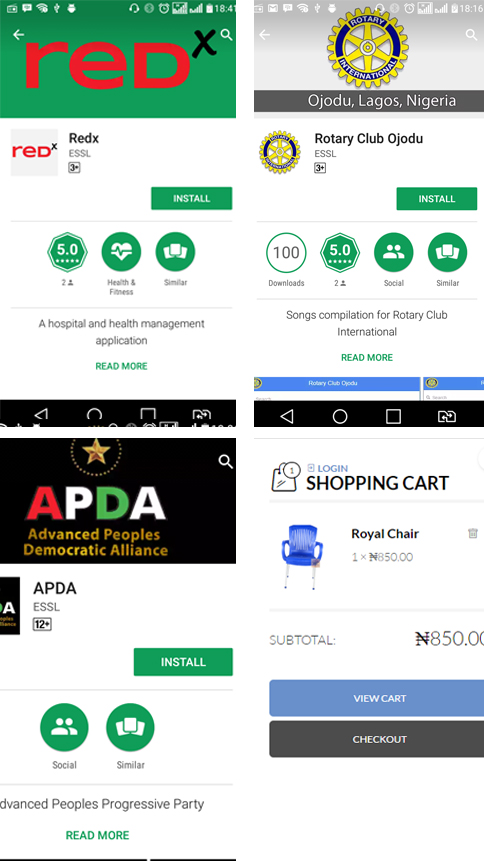 18:41
reDx
Redx
ESSL
3+
INSTALL
5.0
2
Health &
Fitness
Similar
A hospital and health management
application
READ MORE
18:16
ROTARY
INTERNATIONAL
Ojodu, Lagos, Nigeria
Rotary Club Ojodu
ESSL
3+
INSTALL
100
5.0
Downloads
2
Social
Similar
Songs compilation for Rotary Club
International
READ MORE
Rotary Club Ojodu
Search
APDA
Advanced Peoples
Democratic Alliance
DA
APDA
ESSL
12+
INSTALL
Social
Similar
dvanced Peoples Progressive Party
READ MORE
1
LOGIN
SHOPPING CART
Royal Chair
1 × ₦850.00
SUBTOTAL:
₦850.00
VIEW CART
CHECKOUT